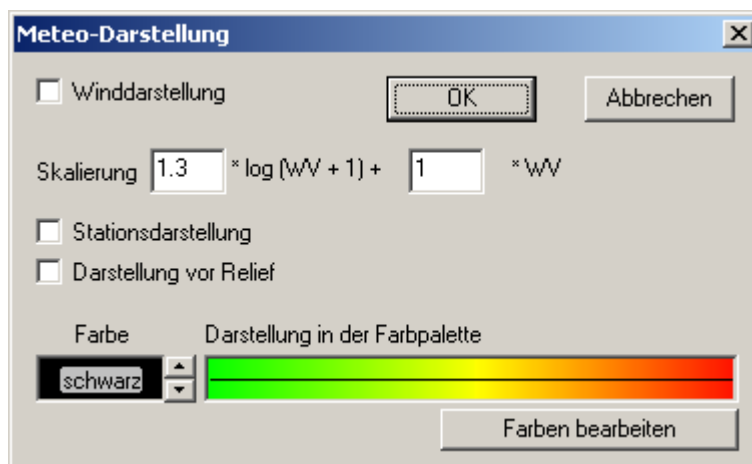 Meteo-Darstellung
Winddarstellung
OK
Abbrechen
Skalierung 1.3 * log (WV + 1) + 1 * WV
Stationsdarstellung
Darstellung vor Relief
Farbe Darstellung in der Farbpalette
schwarz
Farben bearbeiten